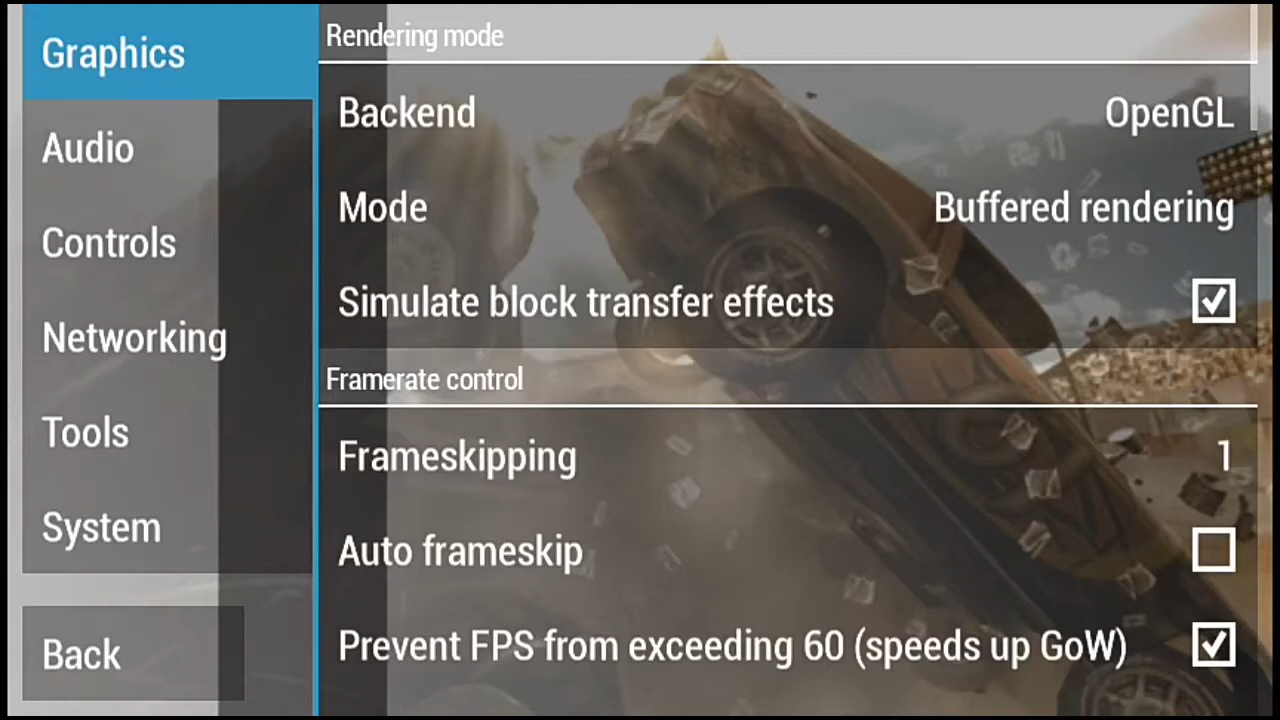 Graphics
Audio
Controls
Networking
Tools
System
Back
Rendering mode
Backend OpenGL
Mode Buffered rendering
Simulate block transfer effects
Framerate control
Frameskipping 1
Auto frameskip
Prevent FPS from exceeding 60 (speeds up GoW)